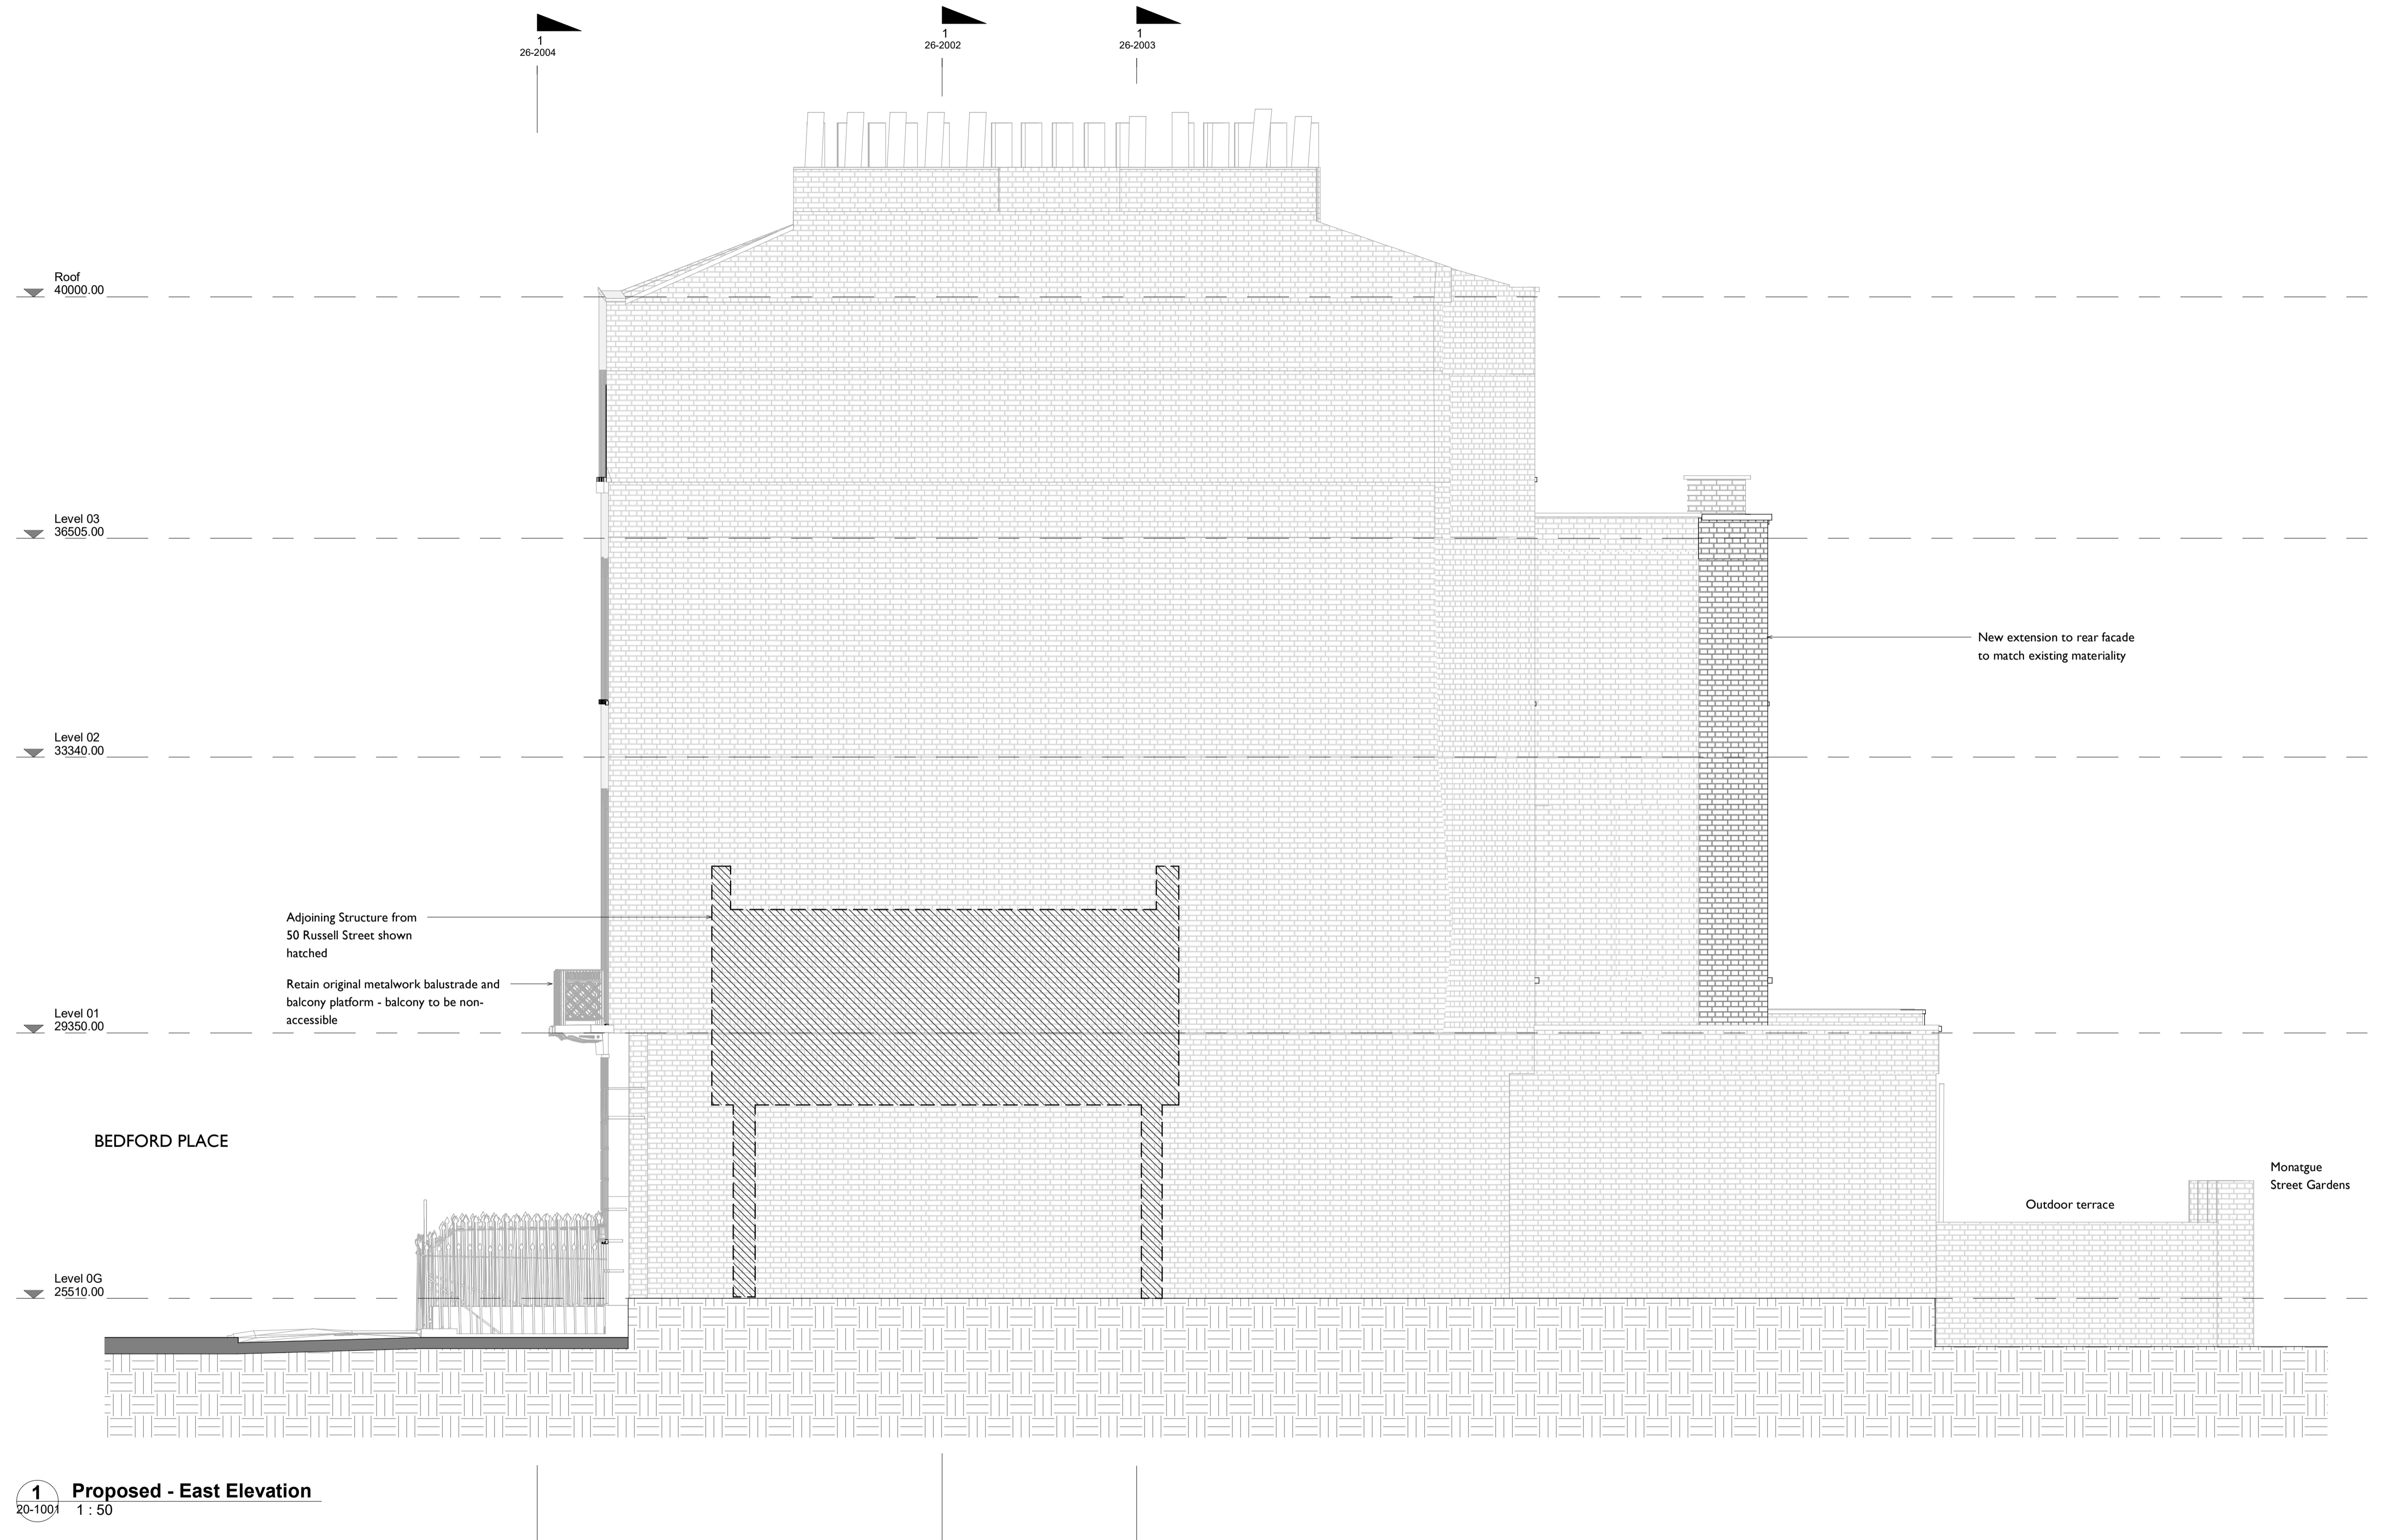 1
26-2004
1
26-2002
1
26-2003
Roof
40000.00
Level 03
36505.00
New extension to rear facade
to match existing materiality
Level 02
33340.00
Adjoining Structure from
50 Russell Street shown
hatched
Retain original metalwork balustrade and
balcony platform - balcony to be non-
accessible
Level 01
29350.00
BEDFORD PLACE
Monatgue
Street Gardens
Outdoor terrace
Level 0G
25510.00
1
20-1001
Proposed - East Elevation
1 : 50